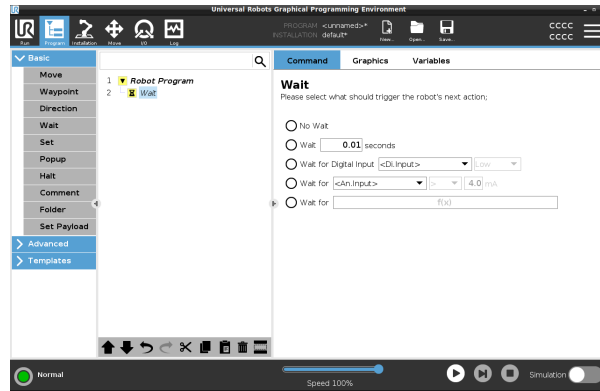 Universal Robots Graphical Programming Environment
UR
Run
Program
Installation
Move
I/O
Log
PROGRAM <unnamed>*
INSTALLATION default*
New...
Open...
Save...
CCCC
CCCC
Basic
Move
Waypoint
Direction
Wait
Set
Popup
Halt
Comment
Folder
Set Payload
Advanced
Templates
1 Robot Program
2 Wait
Command Graphics Variables
Wait
Please select what should trigger the robot's next action:
No Wait
Wait 0.01 seconds
Wait for Digital Input <Di.Input> Low
Wait for <An.Input> > 4.0 mA
Wait for f(x)
Normal
Speed 100%
Simulation